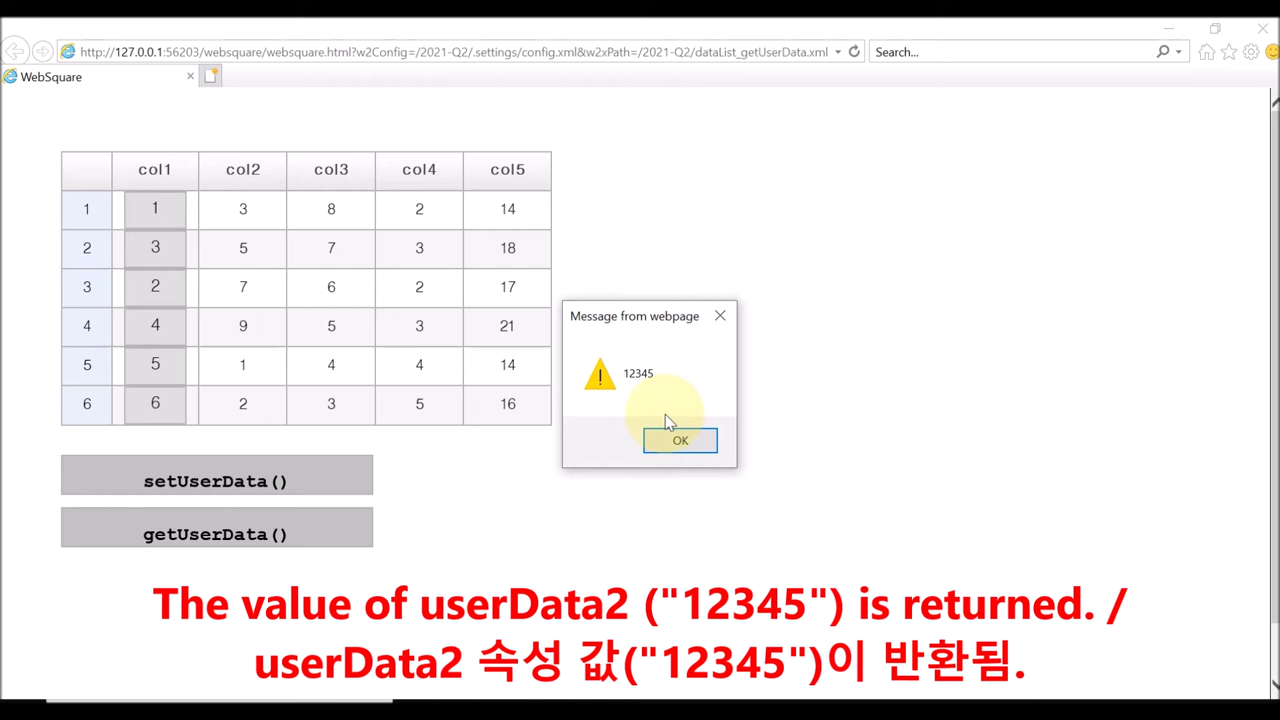 http://127.0.0.1:56203/websquare/websquare.html?w2Config=/2021-Q2/.settings/config.xml&w2xPath=/2021-Q2/dataList_getUserData.xml
Search...
WebSquare
col1 col2 col3 col4 col5
1 1 3 8 2 14
2 3 5 7 3 18
3 2 7 6 2 17
4 4 9 5 3 21
5 5 1 4 4 14
6 6 2 3 5 16
Message from webpage
12345
OK
setUserData()
getUserData()
The value of userData2 ("12345") is returned. /
userData2 속성 값("12345")이 반환됨.